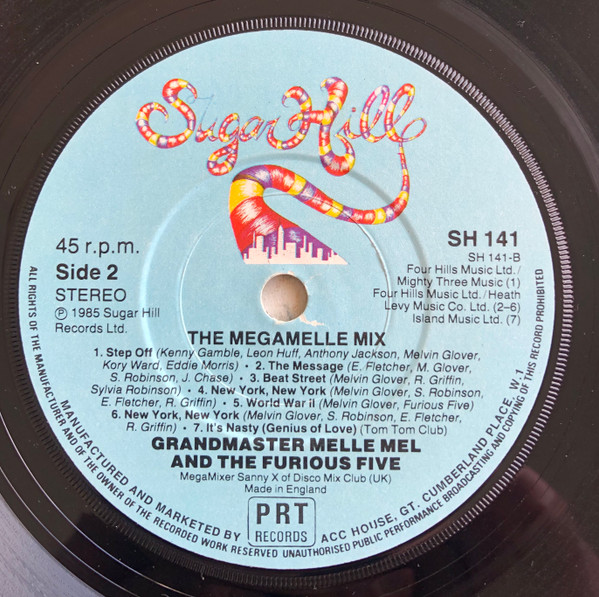 Sugar Hill
45 r.p.m.
Side 2
STEREO
℗ 1985 Sugar Hill
Records Ltd.
SH 141
SH 141-B
Four Hills Music Ltd./
Mighty Three Music (1)
Four Hills Music Ltd./Heath
Levy Music Co. Ltd. (2–6)
Island Music Ltd. (7)
THE MEGAMELLE MIX
1. Step Off (Kenny Gamble, Leon Huff, Anthony Jackson, Melvin Glover,
Kory Ward, Eddie Morris) • 2. The Message (E. Fletcher, M. Glover,
S. Robinson, J. Chase) • 3. Beat Street (Melvin Glover, R. Griffin,
Sylvia Robinson) • 4. New York, New York (Melvin Glover, S. Robinson,
E. Fletcher, R. Griffin) • 5. World War ii (Melvin Glover, Furious Five)
6. New York, New York (Melvin Glover, S. Robinson, E. Fletcher,
R. Griffin) • 7. It's Nasty (Genius of Love) (Tom Tom Club)
GRANDMASTER MELLE MEL
AND THE FURIOUS FIVE
MegaMixer Sanny X of Disco Mix Club (UK)
Made in England
PRT
RECORDS
MANUFACTURED AND MARKETED BY
ACC HOUSE, GT. CUMBERLAND PLACE, W.1.
ALL RIGHTS OF THE MANUFACTURER AND OF THE OWNER OF THE RECORDED WORK RESERVED UNAUTHORISED PUBLIC PERFORMANCE BROADCASTING AND COPYING OF THIS RECORD PROHIBITED